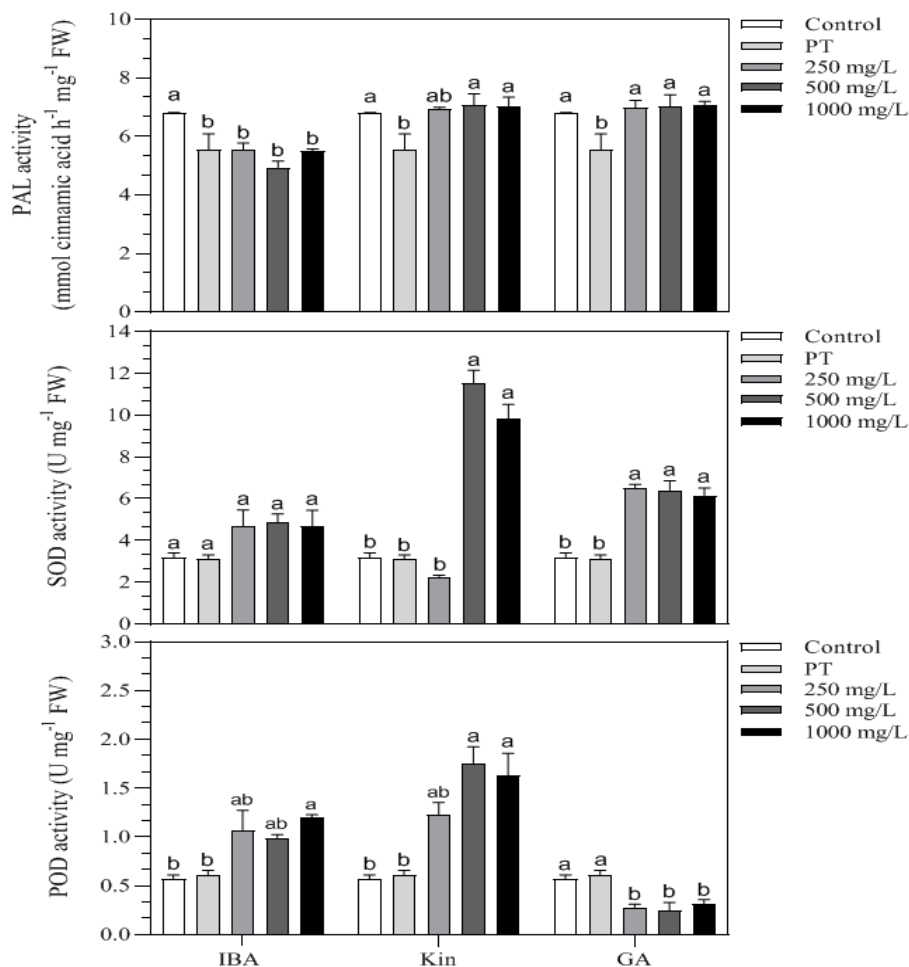 PAL activity
(mmol cinnamic acid h⁻¹ mg⁻¹ FW)
10
8
6
4
2
0
a
b
b
b
b
a
b
ab
a
a
a
b
a
a
a
Control
PT
250 mg/L
500 mg/L
1000 mg/L
SOD activity (U mg⁻¹ FW)
14
12
10
8
6
4
2
0
a
a
a
a
a
b
b
b
a
a
b
b
a
a
a
Control
PT
250 mg/L
500 mg/L
1000 mg/L
POD activity (U mg⁻¹ FW)
3.0
2.5
2.0
1.5
1.0
0.5
0.0
b
b
ab
ab
a
b
b
ab
a
a
a
a
b
b
b
Control
PT
250 mg/L
500 mg/L
1000 mg/L
IBA
Kin
GA